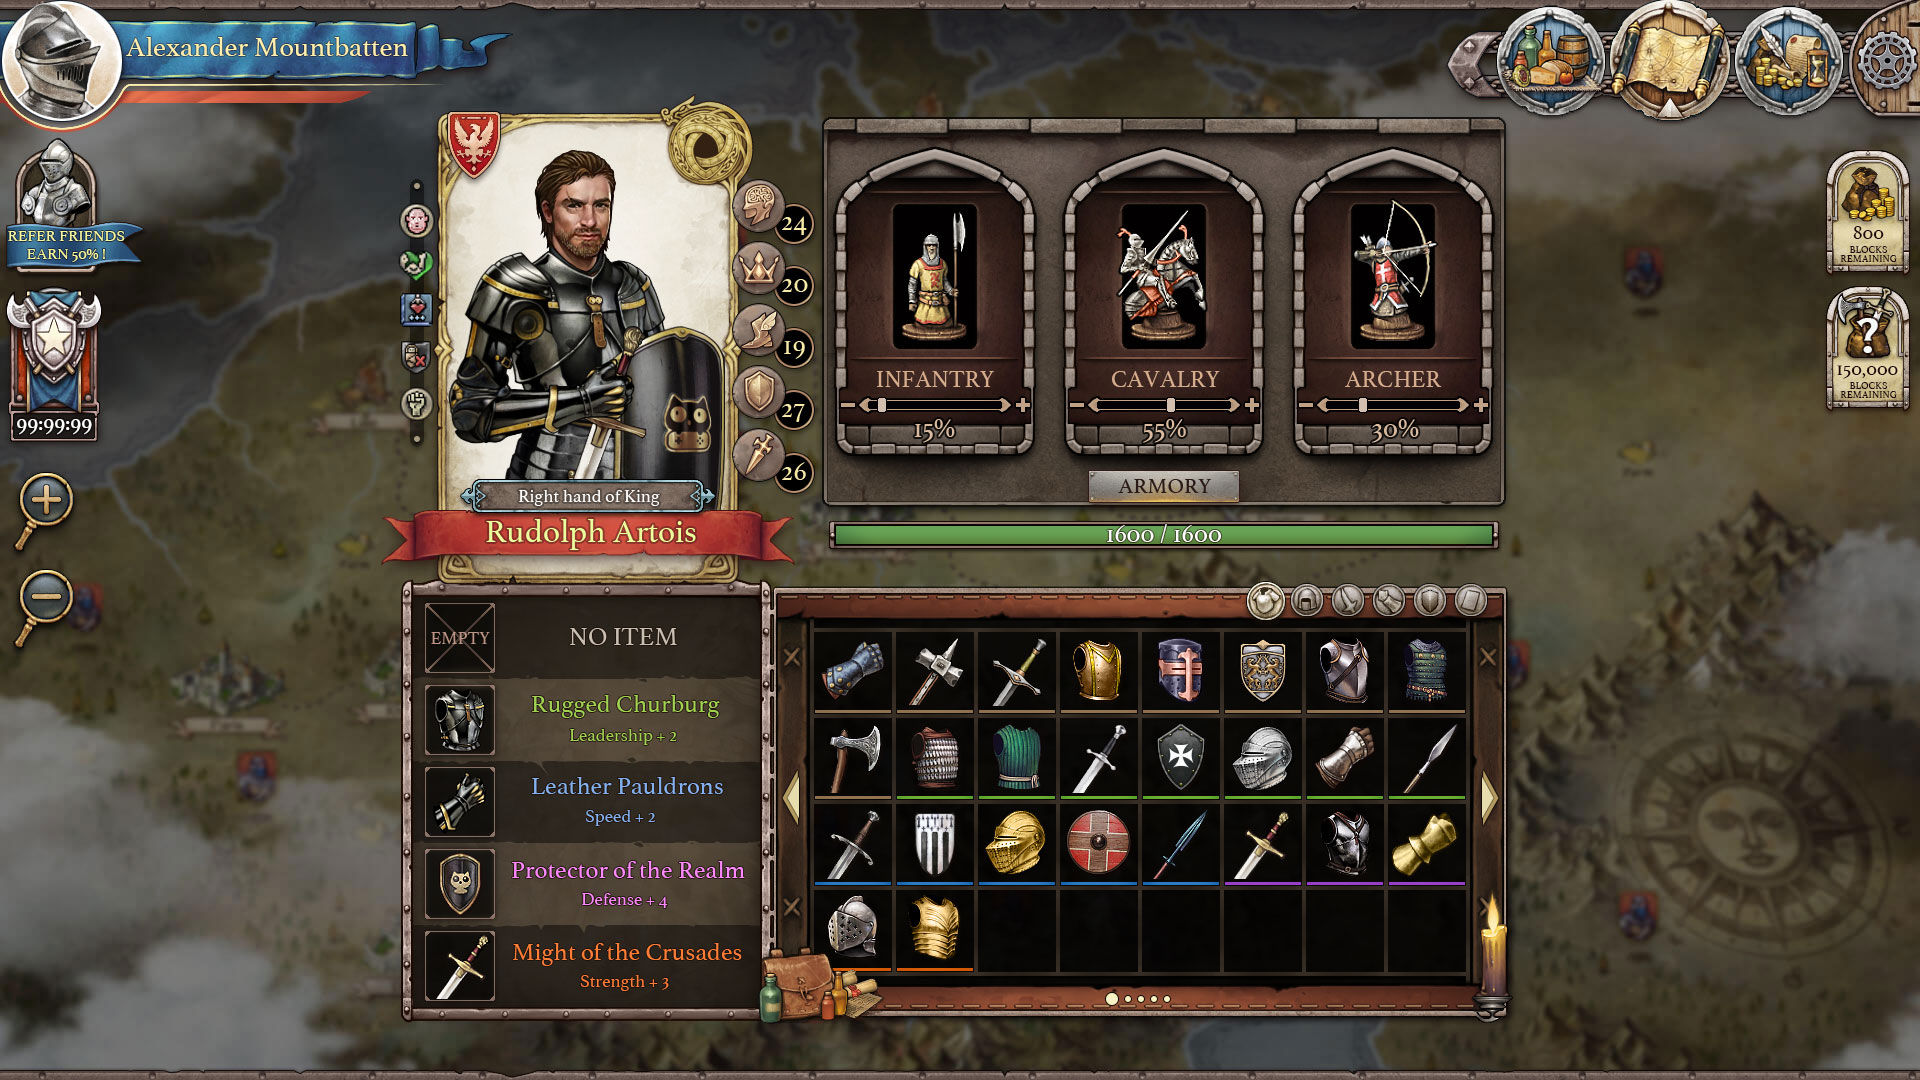 Alexander Mountbatten
REFER FRIENDS
EARN 50% !
99:99:99
24
20
19
27
26
Right hand of King
Rudolph Artois
INFANTRY
15%
CAVALRY
55%
ARCHER
30%
ARMORY
1600 / 1600
800
BLOCKS
REMAINING
?
150,000
BLOCKS
REMAINING
EMPTY
NO ITEM
Rugged Churburg
Leadership + 2
Leather Pauldrons
Speed + 2
Protector of the Realm
Defense + 4
Might of the Crusades
Strength + 3